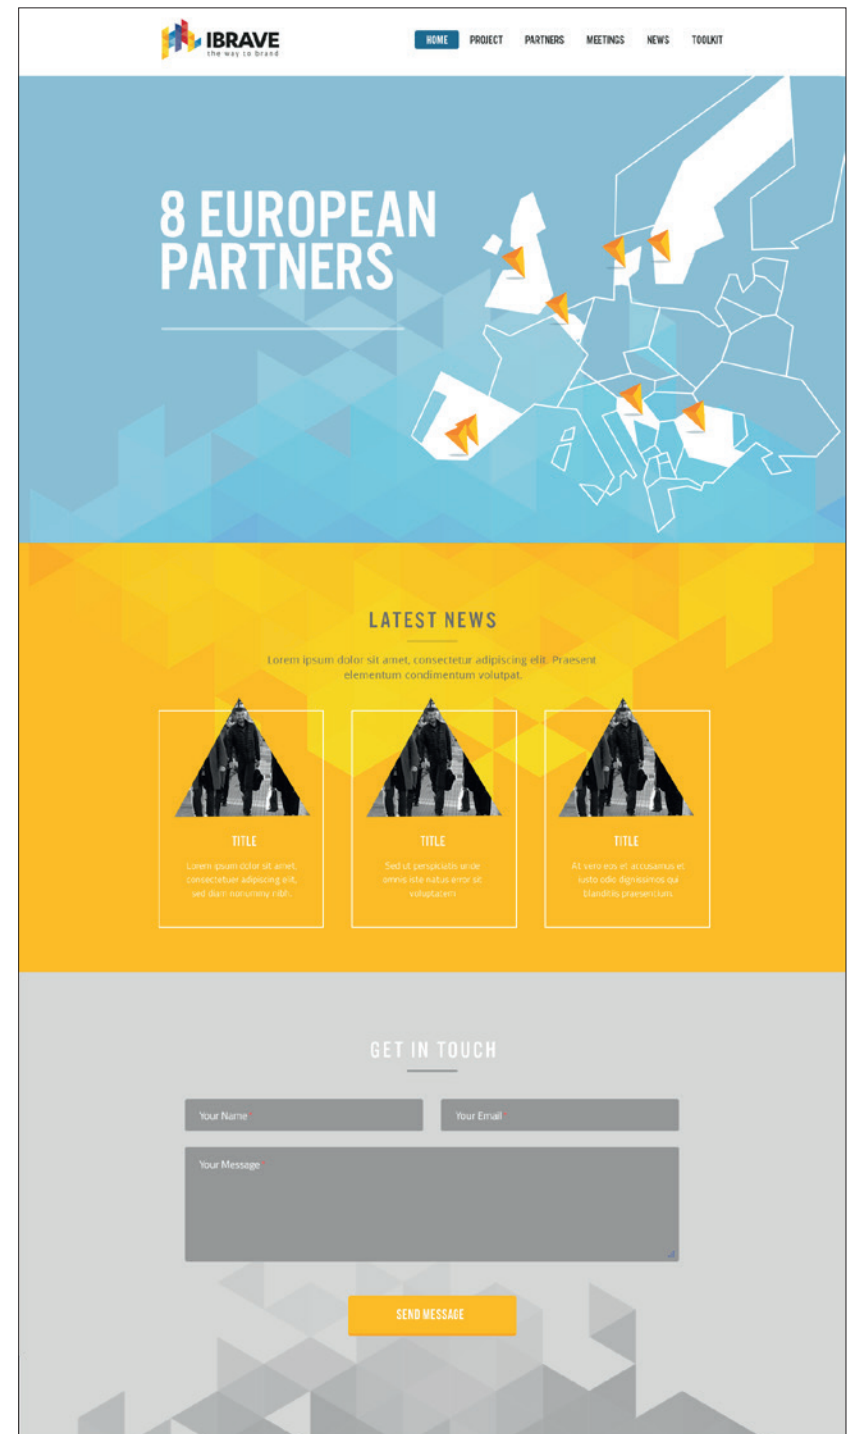 IBRAVE
the way to brand
HOME PROJECT PARTNERS MEETINGS NEWS TOOLKIT
8 EUROPEAN
PARTNERS
LATEST NEWS
Lorem ipsum dolor sit amet, consectetur adipiscing elit. Praesent
elementum condimentum volutpat.
TITLE
Lorem ipsum dolor sit amet,
consectetuer adipiscing elit,
sed diam nonummy nibh.
TITLE
Sed ut perspiciatis unde
omnis iste natus error sit
voluptatem
TITLE
At vero eos et accusamus et
iusto odio dignissimos qui
blanditiis praesentium
GET IN TOUCH
Your Name *
Your Email *
Your Message *
SEND MESSAGE